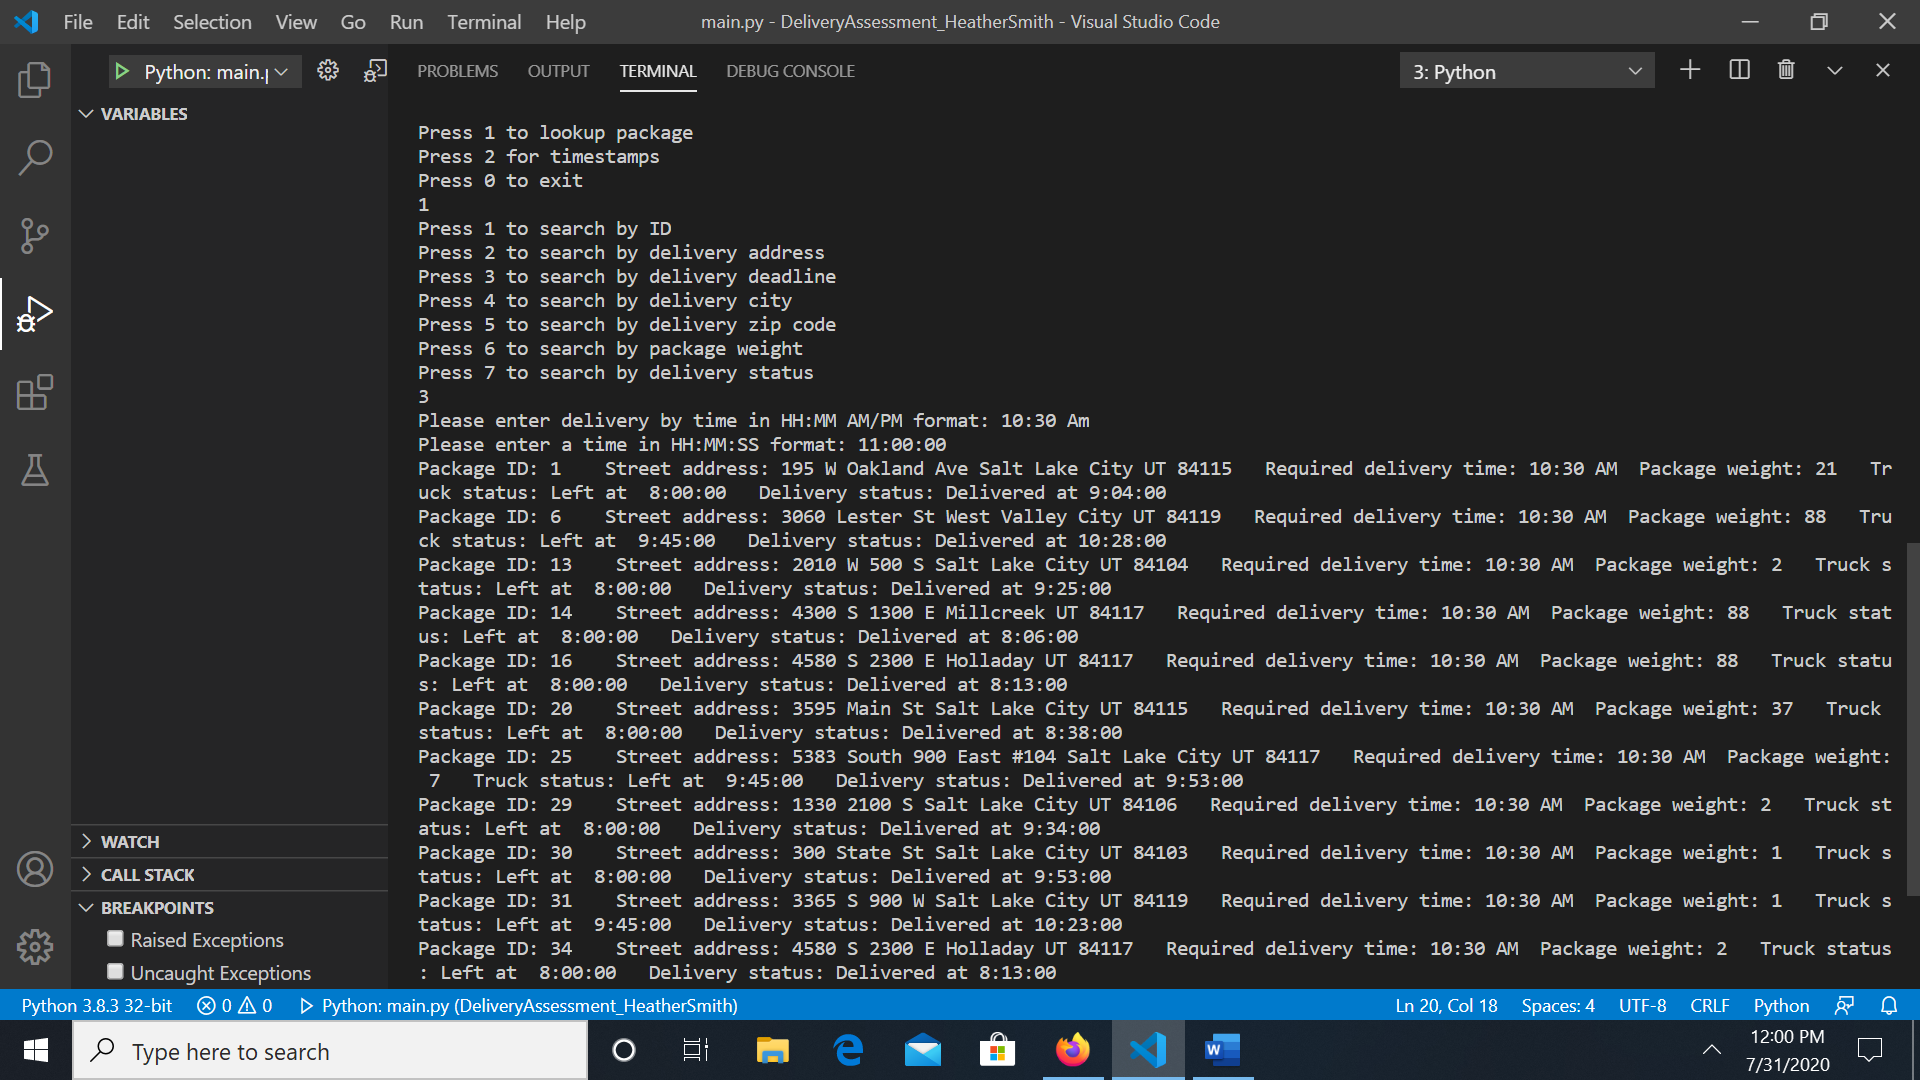 File Edit Selection View Go Run Terminal Help main.py - DeliveryAssessment_HeatherSmith - Visual Studio Code
Python: main.p
PROBLEMS OUTPUT TERMINAL DEBUG CONSOLE 3: Python
VARIABLES
Press 1 to lookup package
Press 2 for timestamps
Press 0 to exit
1
Press 1 to search by ID
Press 2 to search by delivery address
Press 3 to search by delivery deadline
Press 4 to search by delivery city
Press 5 to search by delivery zip code
Press 6 to search by package weight
Press 7 to search by delivery status
3
Please enter delivery by time in HH:MM AM/PM format: 10:30 Am
Please enter a time in HH:MM:SS format: 11:00:00
Package ID: 1    Street address: 195 W Oakland Ave Salt Lake City UT 84115   Required delivery time: 10:30 AM  Package weight: 21   Tr
uck status: Left at  8:00:00   Delivery status: Delivered at 9:04:00
Package ID: 6    Street address: 3060 Lester St West Valley City UT 84119   Required delivery time: 10:30 AM  Package weight: 88   Tru
ck status: Left at  9:45:00   Delivery status: Delivered at 10:28:00
Package ID: 13    Street address: 2010 W 500 S Salt Lake City UT 84104   Required delivery time: 10:30 AM  Package weight: 2   Truck s
tatus: Left at  8:00:00   Delivery status: Delivered at 9:25:00
Package ID: 14    Street address: 4300 S 1300 E Millcreek UT 84117   Required delivery time: 10:30 AM  Package weight: 88   Truck stat
us: Left at  8:00:00   Delivery status: Delivered at 8:06:00
Package ID: 16    Street address: 4580 S 2300 E Holladay UT 84117   Required delivery time: 10:30 AM  Package weight: 88   Truck statu
s: Left at  8:00:00   Delivery status: Delivered at 8:13:00
Package ID: 20    Street address: 3595 Main St Salt Lake City UT 84115   Required delivery time: 10:30 AM  Package weight: 37   Truck
status: Left at  8:00:00   Delivery status: Delivered at 8:38:00
Package ID: 25    Street address: 5383 South 900 East #104 Salt Lake City UT 84117   Required delivery time: 10:30 AM  Package weight:
7   Truck status: Left at  9:45:00   Delivery status: Delivered at 9:53:00
Package ID: 29    Street address: 1330 2100 S Salt Lake City UT 84106   Required delivery time: 10:30 AM  Package weight: 2   Truck st
atus: Left at  8:00:00   Delivery status: Delivered at 9:34:00
Package ID: 30    Street address: 300 State St Salt Lake City UT 84103   Required delivery time: 10:30 AM  Package weight: 1   Truck s
tatus: Left at  8:00:00   Delivery status: Delivered at 9:53:00
Package ID: 31    Street address: 3365 S 900 W Salt Lake City UT 84119   Required delivery time: 10:30 AM  Package weight: 1   Truck s
tatus: Left at  9:45:00   Delivery status: Delivered at 10:23:00
Package ID: 34    Street address: 4580 S 2300 E Holladay UT 84117   Required delivery time: 10:30 AM  Package weight: 2   Truck status
: Left at  8:00:00   Delivery status: Delivered at 8:13:00
WATCH
CALL STACK
BREAKPOINTS
Raised Exceptions
Uncaught Exceptions
Python 3.8.3 32-bit 0 0 Python: main.py (DeliveryAssessment_HeatherSmith) Ln 20, Col 18 Spaces: 4 UTF-8 CRLF Python
Type here to search
12:00 PM
7/31/2020